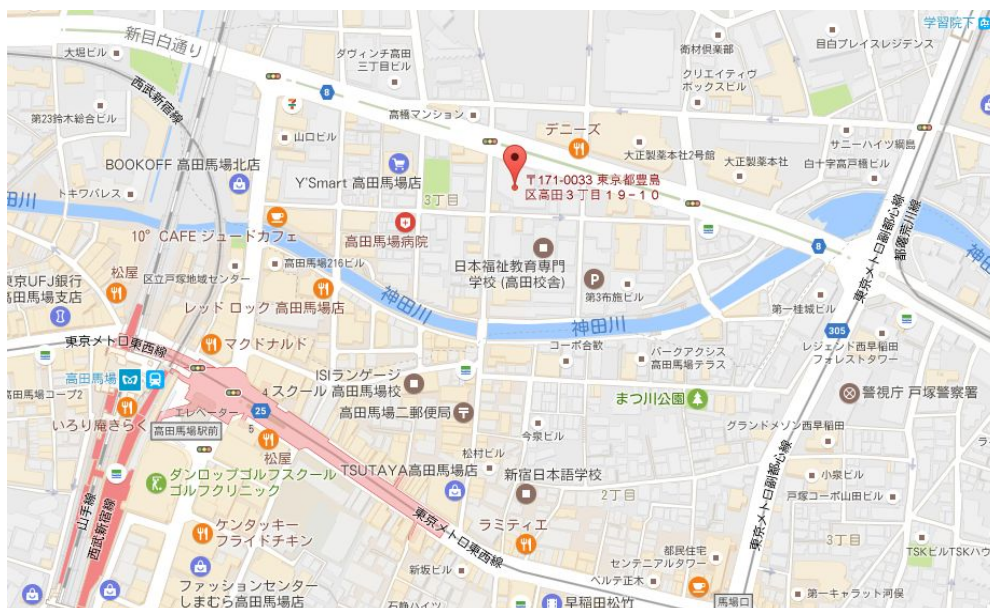 学習院下
新目白通り
大堀ビル
ダヴィンチ高田
三丁目ビル
衛材倶楽部
目白プレイスレジデンス
西武新宿線
クリエイティヴ
ボックスビル
8
第23鈴木総合ビル
山口ビル
高橋マンション
デニーズ
サニーハイツ綱島
大正製薬本社2号館
大正製薬本社
白十字高戸橋ビル
BOOKOFF 高田馬場北店
Y'Smart 高田馬場店
〒171-0033 東京都豊島
区高田3丁目19-10
トキワパレス
3丁目
神田川
10° CAFE ジュードカフェ
高田馬場病院
東京メトロ副都心線
都電荒川線
8
日本福祉教育専門
学校 (高田校舎)
高田馬場216ビル
区立戸塚地域センター
松屋
東京UFJ銀行
高田馬場支店
P
第3布施ビル
レッド ロック 高田馬場店
神田川
神田川
第一桂城ビル
305
東京メトロ東西線
マクドナルド
コーポ合歓
パークアクシス
高田馬場テラス
レジェンド西早稲田
フォレストタワー
高田馬場
高田馬場コープ2
ISIランゲージ
スクール 高田馬場校
まつ川公園
警視庁 戸塚警察署
いろり庵きらく
エレベーター
25
高田馬場二郵便局
高田馬場駅前
グランドメゾン西早稲田
今泉ビル
松屋
松村ビル
TSUTAYA高田馬場店
新宿日本語学校
小泉ビル
ダンロップゴルフスクール
ゴルフクリニック
2丁目
戸塚コーポ山田ビル
山手線
西武新宿線
ケンタッキー
フライドチキン
東京メトロ東西線
ラミティエ
東京メトロ副都心線
3丁目
都民住宅
センテニアルタワー
TSKビル
TSKハウ
新坂ビル
ベルテ正木
ファッションセンター
しまむら高田馬場店
石静ハイツ
早稲田松竹
馬場口
第一キャラット河俣